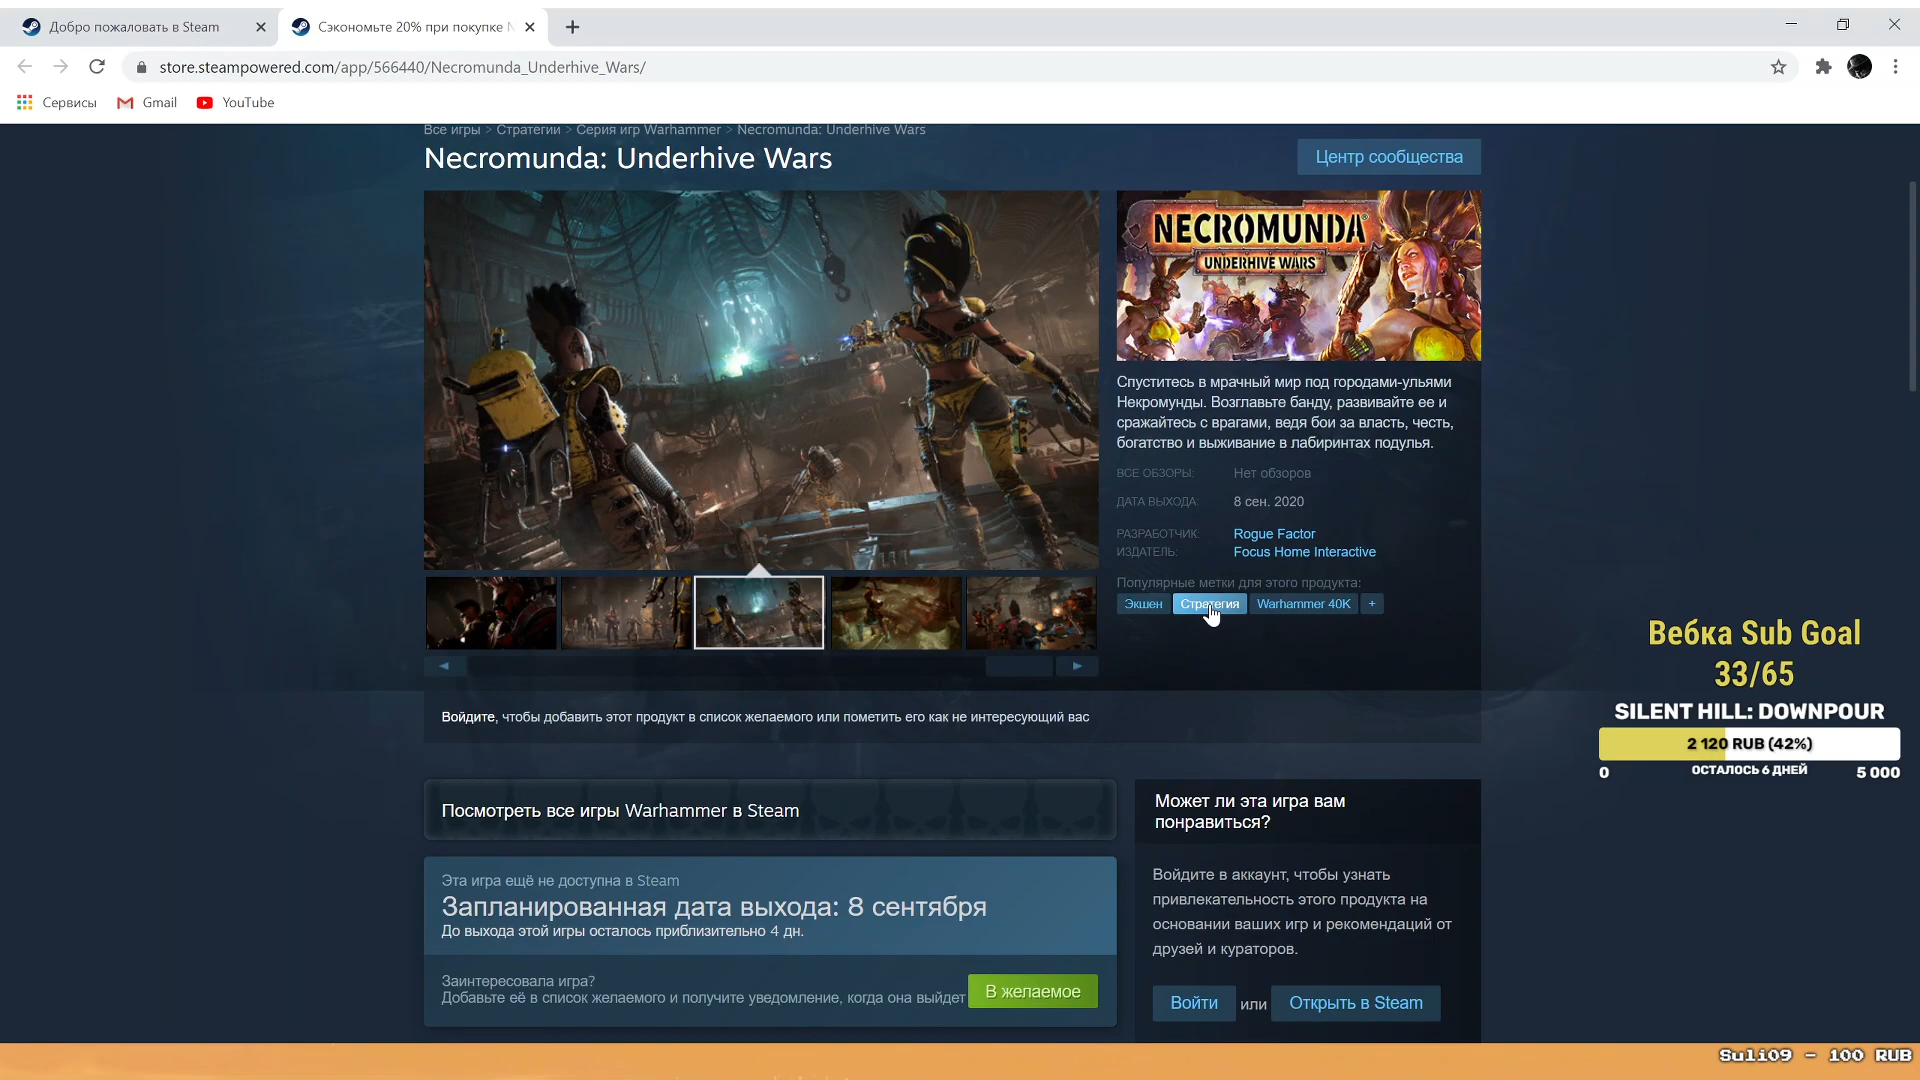 Добро пожаловать в Steam
Сэкономьте 20% при покупке
store.steampowered.com/app/566440/Necromunda_Underhive_Wars/
Сервисы
Gmail
YouTube
Все игры > Стратегии > Серия игр Warhammer > Necromunda: Underhive Wars
Necromunda: Underhive Wars
Центр сообщества
NECROMUNDA
UNDERHIVE WARS
Спуститесь в мрачный мир под городами-ульями
Некромунды. Возглавьте банду, развивайте ее и
сражайтесь с врагами, ведя бои за власть, честь,
богатство и выживание в лабиринтах подулья.
ВСЕ ОБЗОРЫ: Нет обзоров
ДАТА ВЫХОДА: 8 сен. 2020
РАЗРАБОТЧИК: Rogue Factor
ИЗДАТЕЛЬ: Focus Home Interactive
Популярные метки для этого продукта:
Экшен Стратегия Warhammer 40K +
Войдите, чтобы добавить этот продукт в список желаемого или пометить его как не интересующий вас
Вебка Sub Goal
33/65
SILENT HILL: DOWNPOUR
2 120 RUB (42%)
0 ОСТАЛОСЬ 6 ДНЕЙ 5 000
Посмотреть все игры Warhammer в Steam
Может ли эта игра вам
понравиться?
Эта игра ещё не доступна в Steam
Запланированная дата выхода: 8 сентября
До выхода этой игры осталось приблизительно 4 дн.
Войдите в аккаунт, чтобы узнать
привлекательность этого продукта на
основании ваших игр и рекомендаций от
друзей и кураторов.
Заинтересовала игра?
Добавьте её в список желаемого и получите уведомление, когда она выйдет
В желаемое
Войти или Открыть в Steam
Suli09 - 100 RUB